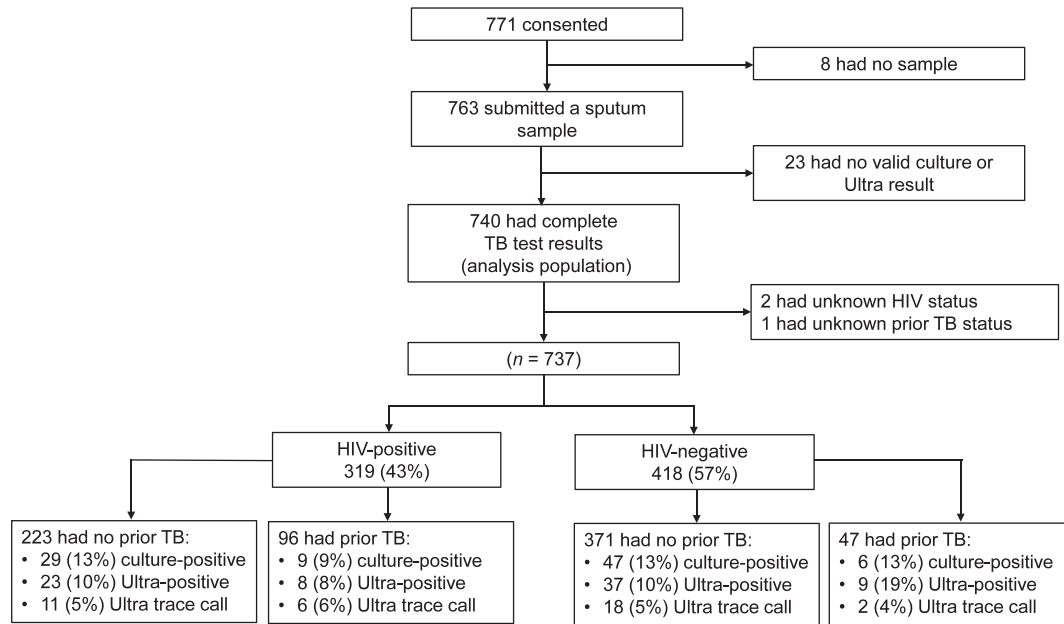 771 consented
8 had no sample
763 submitted a sputum
sample
23 had no valid culture or
Ultra result
740 had complete
TB test results
(analysis population)
2 had unknown HIV status
1 had unknown prior TB status
(n = 737)
HIV-positive
319 (43%)
HIV-negative
418 (57%)
223 had no prior TB:
• 29 (13%) culture-positive
• 23 (10%) Ultra-positive
• 11 (5%) Ultra trace call
96 had prior TB:
• 9 (9%) culture-positive
• 8 (8%) Ultra-positive
• 6 (6%) Ultra trace call
371 had no prior TB:
• 47 (13%) culture-positive
• 37 (10%) Ultra-positive
• 18 (5%) Ultra trace call
47 had prior TB:
• 6 (13%) culture-positive
• 9 (19%) Ultra-positive
• 2 (4%) Ultra trace call